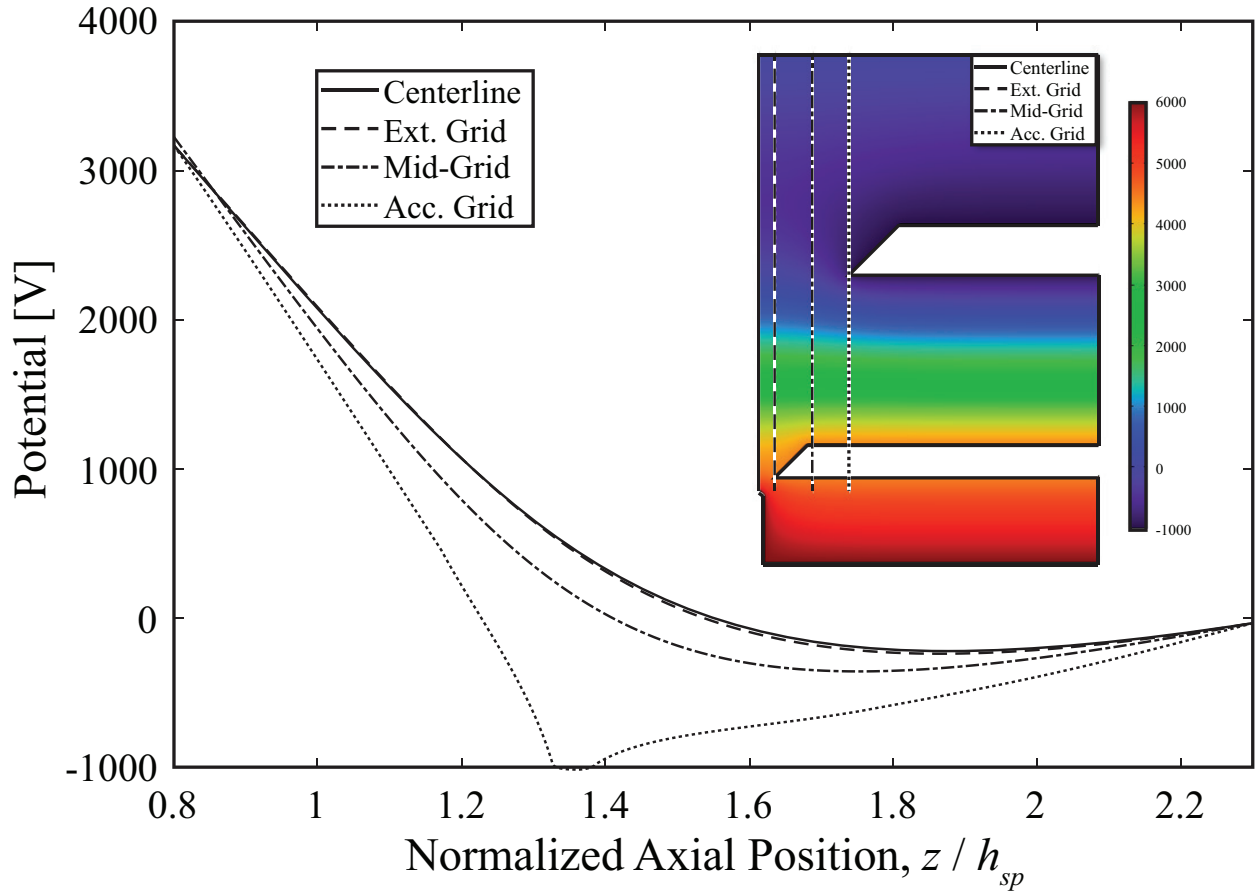 4000
3000
2000
1000
0
-1000
Potential [V]
Centerline
Ext. Grid
Mid-Grid
Acc. Grid
Centerline
Ext. Grid
Mid-Grid
Acc. Grid
6000
5000
4000
3000
2000
1000
0
-1000
0.8 1 1.2 1.4 1.6 1.8 2 2.2
Normalized Axial Position, z / h_sp